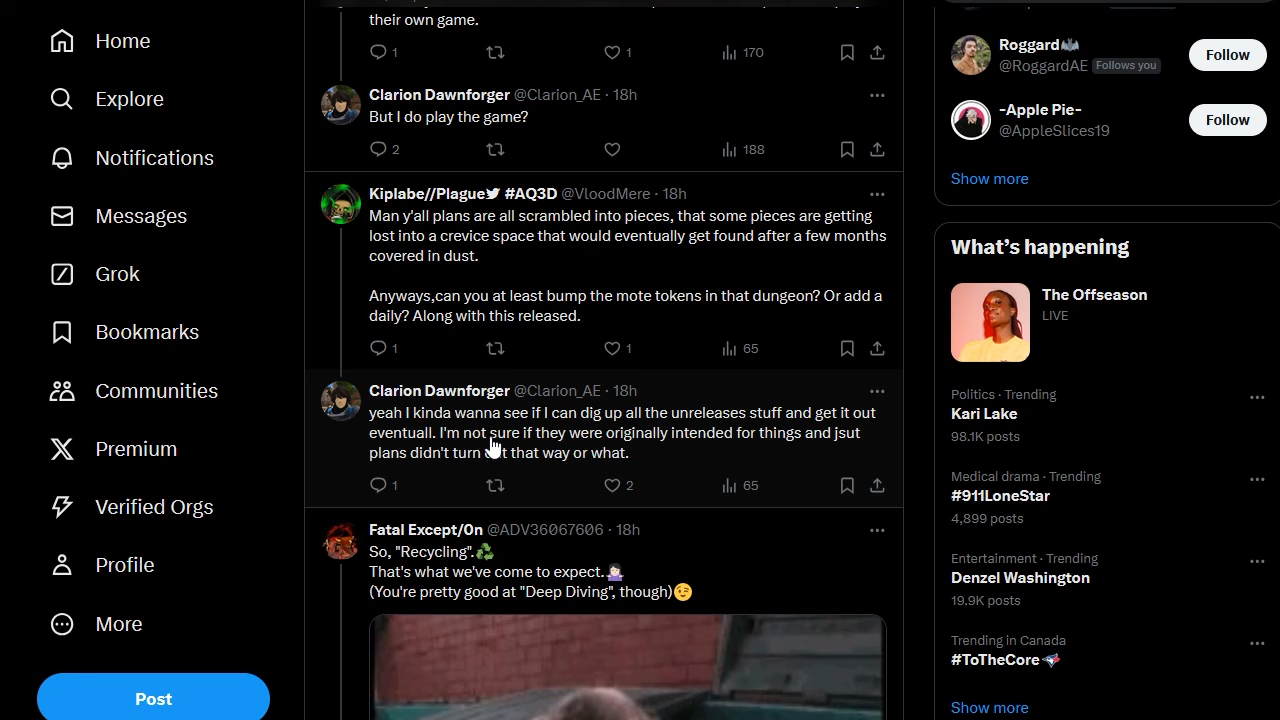 Home
Explore
Notifications
Messages
Grok
Bookmarks
Communities
Premium
Verified Orgs
Profile
More
Post
their own game.
1
1
170
Clarion Dawnforger @Clarion_AE · 18h
But I do play the game?
2
188
Kiplabe//Plague #AQ3D @VloodMere · 18h
Man y'all plans are all scrambled into pieces, that some pieces are getting
lost into a crevice space that would eventually get found after a few months
covered in dust.
Anyways,can you at least bump the mote tokens in that dungeon? Or add a
daily? Along with this released.
1
1
65
Clarion Dawnforger @Clarion_AE · 18h
yeah I kinda wanna see if I can dig up all the unreleases stuff and get it out
eventuall. I'm not sure if they were originally intended for things and jsut
plans didn't turn out that way or what.
1
2
65
Fatal Except/0n @ADV36067606 · 18h
So, "Recycling".♻️
That's what we've come to expect.🤷🏻‍♀️
(You're pretty good at "Deep Diving", though)😉
Roggard🦇
@RoggardAE Follows you
Follow
-Apple Pie-
@AppleSlices19
Follow
Show more
What's happening
The Offseason
LIVE
Politics · Trending
Kari Lake
98.1K posts
Medical drama · Trending
#911LoneStar
4,899 posts
Entertainment · Trending
Denzel Washington
19.9K posts
Trending in Canada
#ToTheCore
Show more